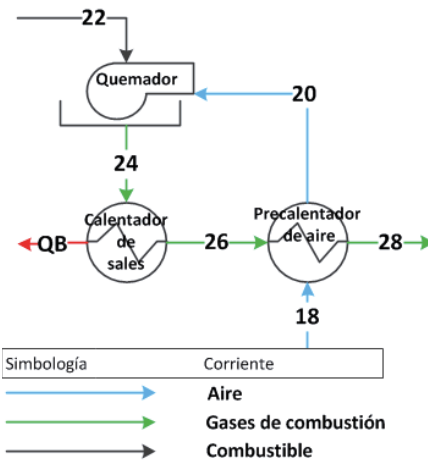 22
Quemador
20
24
Calentador
de
sales
Precalentador
de aire
QB
26
28
18
Simbología Corriente
Aire
Gases de combustión
Combustible